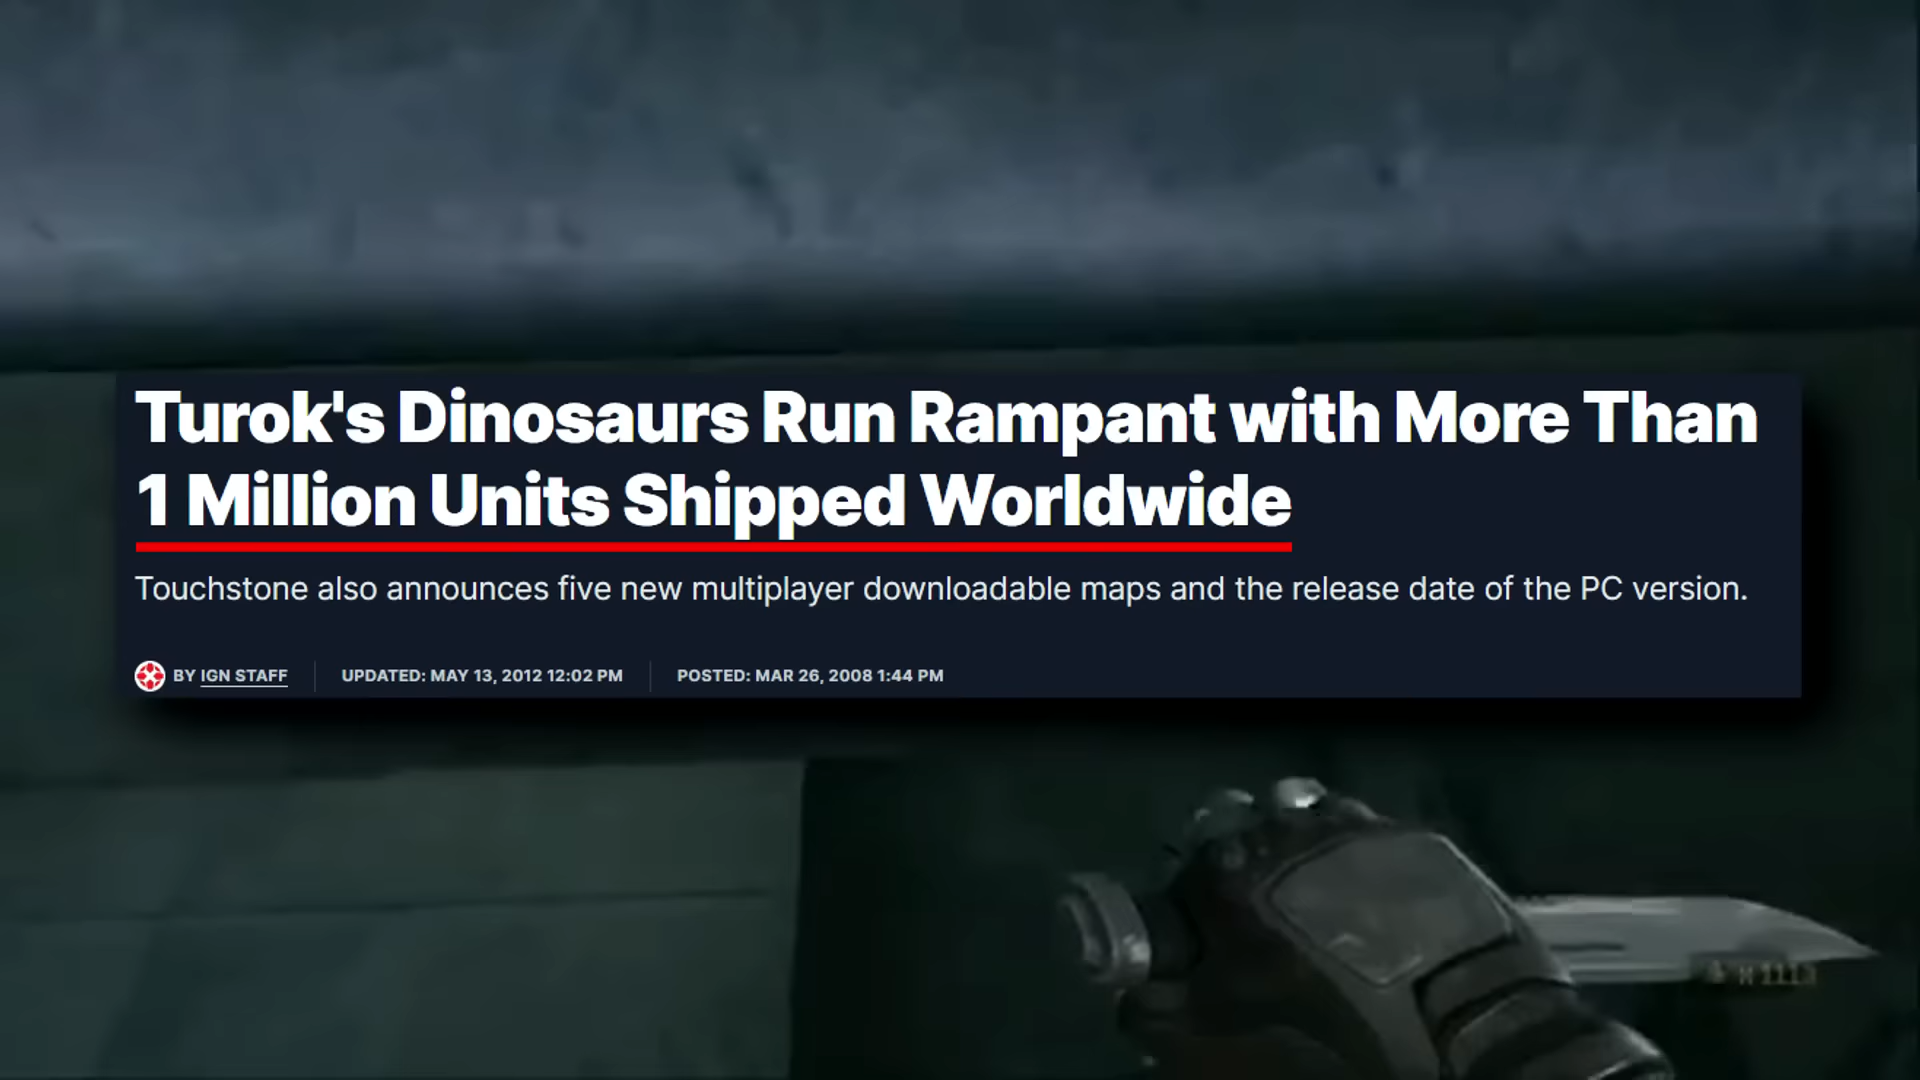 Turok's Dinosaurs Run Rampant with More Than
1 Million Units Shipped Worldwide
Touchstone also announces five new multiplayer downloadable maps and the release date of the PC version.
BY IGN STAFF UPDATED: MAY 13, 2012 12:02 PM POSTED: MAR 26, 2008 1:44 PM